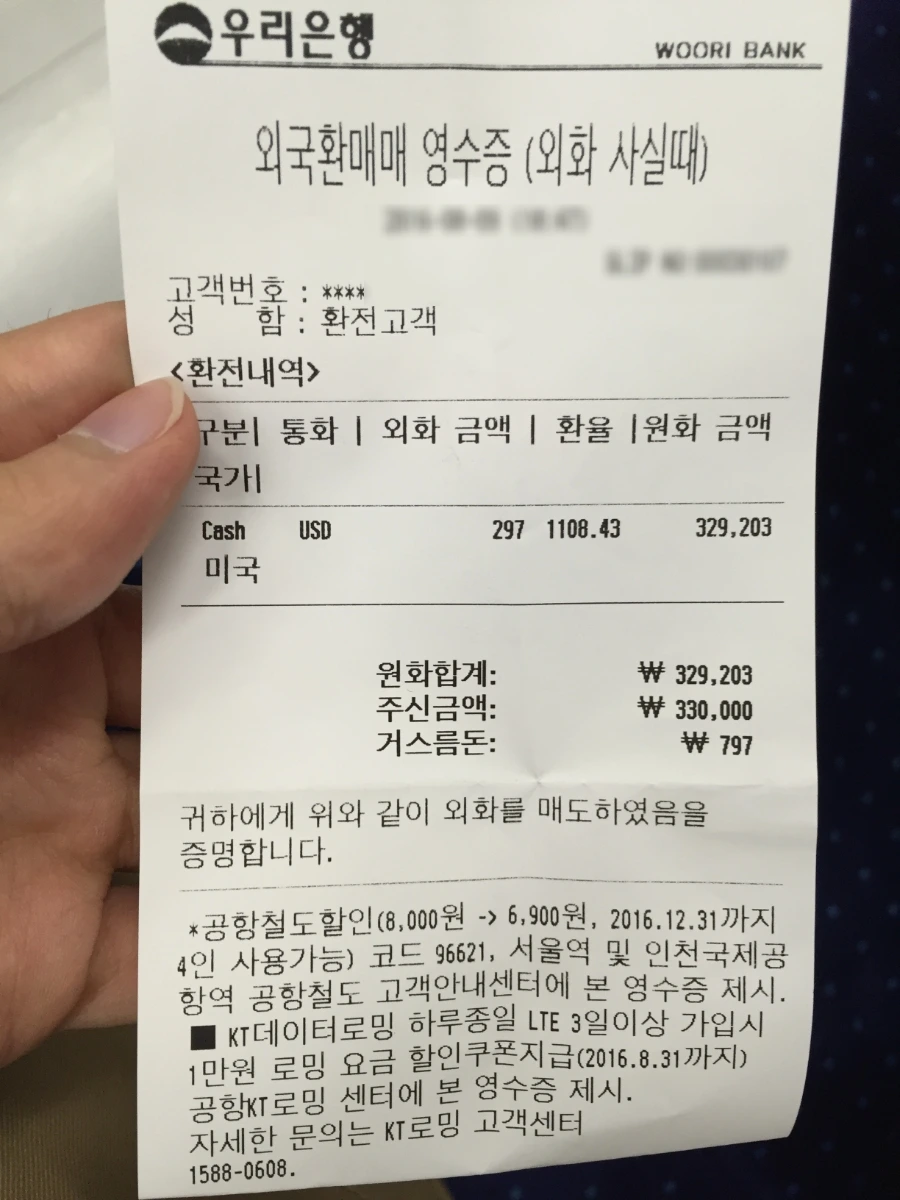 우리은행
WOORI BANK
외국환매매 영수증 (외화 사실때)
고객번호 : ****
성 함 : 환전고객
<환전내역>
구분| 통화 | 외화 금액 | 환율 |원화 금액
국가|
Cash USD 297 1108.43 329,203
미국
원화합계: ₩ 329,203
주신금액: ₩ 330,000
거스름돈: ₩ 797
귀하에게 위와 같이 외화를 매도하였음을
증명합니다.
*공항철도할인(8,000원 -> 6,900원, 2016.12.31까지
4인 사용가능) 코드 96621, 서울역 및 인천국제공
항역 공항철도 고객안내센터에 본 영수증 제시.
■ KT데이터로밍 하루종일 LTE 3일이상 가입시
1만원 로밍 요금 할인쿠폰지급(2016.8.31까지)
공항KT로밍 센터에 본 영수증 제시.
자세한 문의는 KT로밍 고객센터
1588-0608.